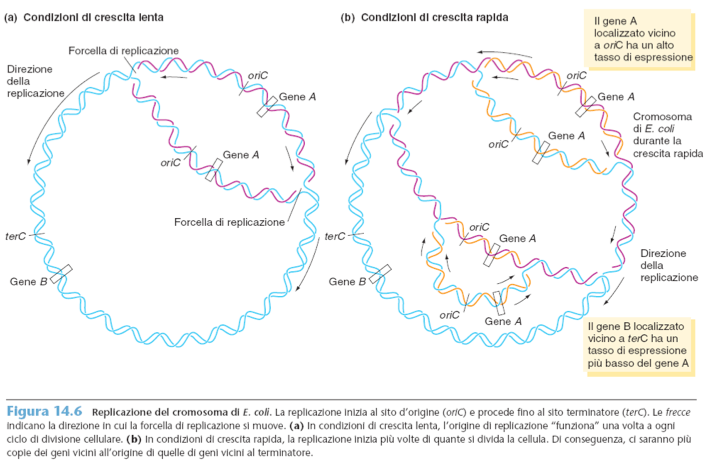 (a) Condizioni di crescita lenta
Forcella di replicazione
Direzione
della
replicazione
oriC
Gene A
oriC
Gene A
Forcella di replicazione
terC
Gene B
(b) Condizioni di crescita rapida
Il gene A
localizzato vicino
a oriC ha un alto
tasso di espressione
oriC
Gene A
Gene A
oriC
Cromosoma
di E. coli
durante la
crescita rapida
oriC
Gene A
terC
Gene B
oriC
Gene A
Direzione
della
replicazione
Il gene B localizzato
vicino a terC ha un
tasso di espressione
più basso del gene A
Figura 14.6 Replicazione del cromosoma di E. coli. La replicazione inizia al sito d'origine (oriC) e procede fino al sito terminatore (terC). Le frecce
indicano la direzione in cui la forcella di replicazione si muove. (a) In condizioni di crescita lenta, l'origine di replicazione "funziona" una volta a ogni
ciclo di divisione cellulare. (b) In condizioni di crescita rapida, la replicazione inizia più volte di quante si divida la cellula. Di conseguenza, ci saranno più
copie dei geni vicini all'origine di quelle di geni vicini al terminatore.